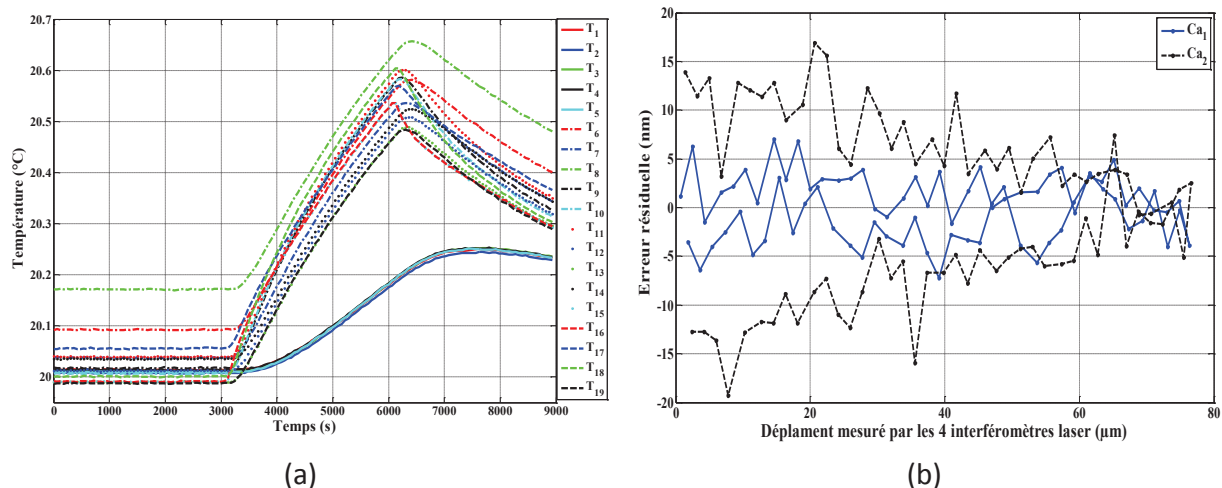 20.7
20.6
20.5
20.4
20.3
20.2
20.1
20
Température (°C)
0 1000 2000 3000 4000 5000 6000 7000 8000 9000
Temps (s)
T1
T2
T3
T4
T5
T6
T7
T8
T9
T10
T11
T12
T13
T14
T15
T16
T17
T18
T19
(a)
20
15
10
5
0
-5
-10
-15
-20
Erreur résiduelle (nm)
0 20 40 60 80
Déplament mesuré par les 4 interféromètres laser (µm)
Ca1
Ca2
(b)